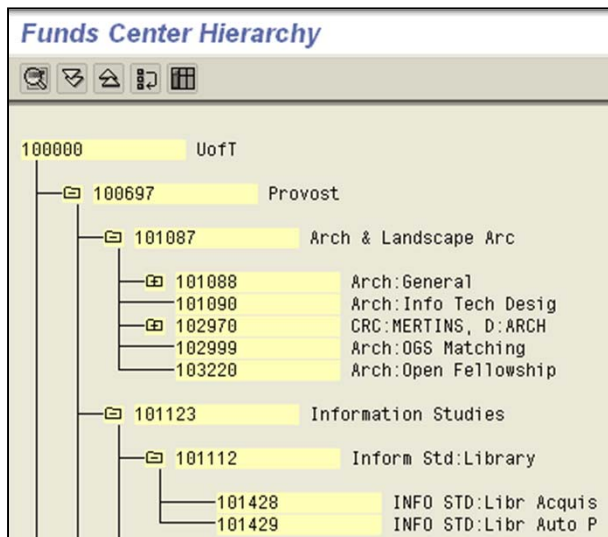 Funds Center Hierarchy
100000 UofT
100697 Provost
101087 Arch & Landscape Arc
101088 Arch:General
101090 Arch:Info Tech Desig
102970 CRC:MERTINS, D:ARCH
102999 Arch:OGS Matching
103220 Arch:Open Fellowship
101123 Information Studies
101112 Inform Std:Library
101428 INFO STD:Libr Acquis
101429 INFO STD:Libr Auto P